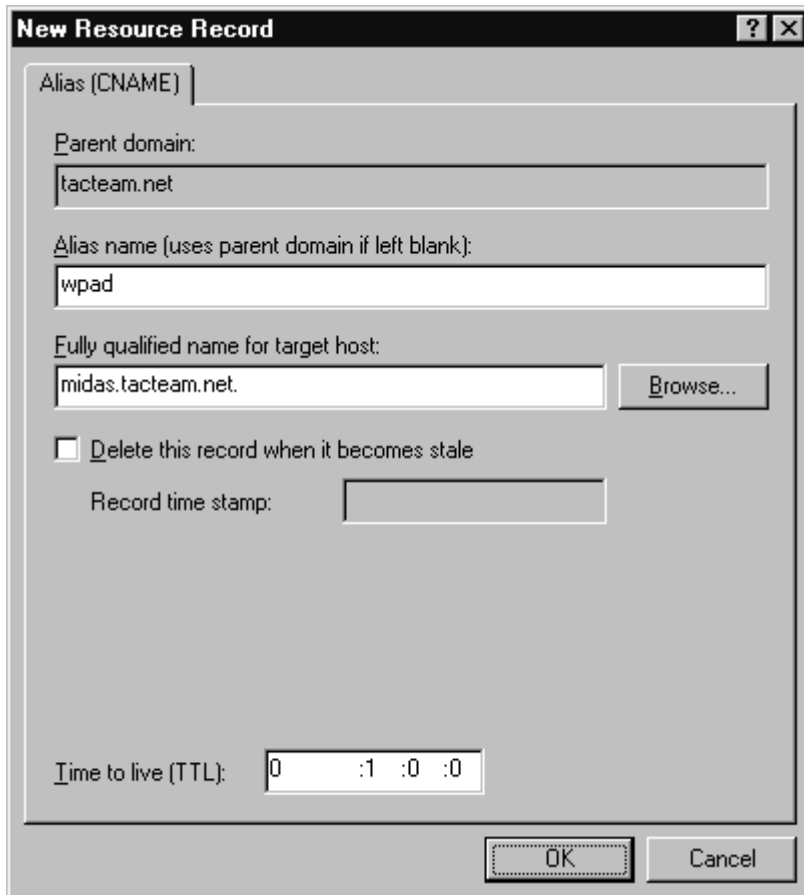 New Resource Record
Alias (CNAME)
Parent domain:
tacteam.net
Alias name (uses parent domain if left blank):
wpad
Fully qualified name for target host:
midas.tacteam.net.
Browse...
Delete this record when it becomes stale
Record time stamp:
Time to live (TTL): 0 :1 :0 :0
OK Cancel